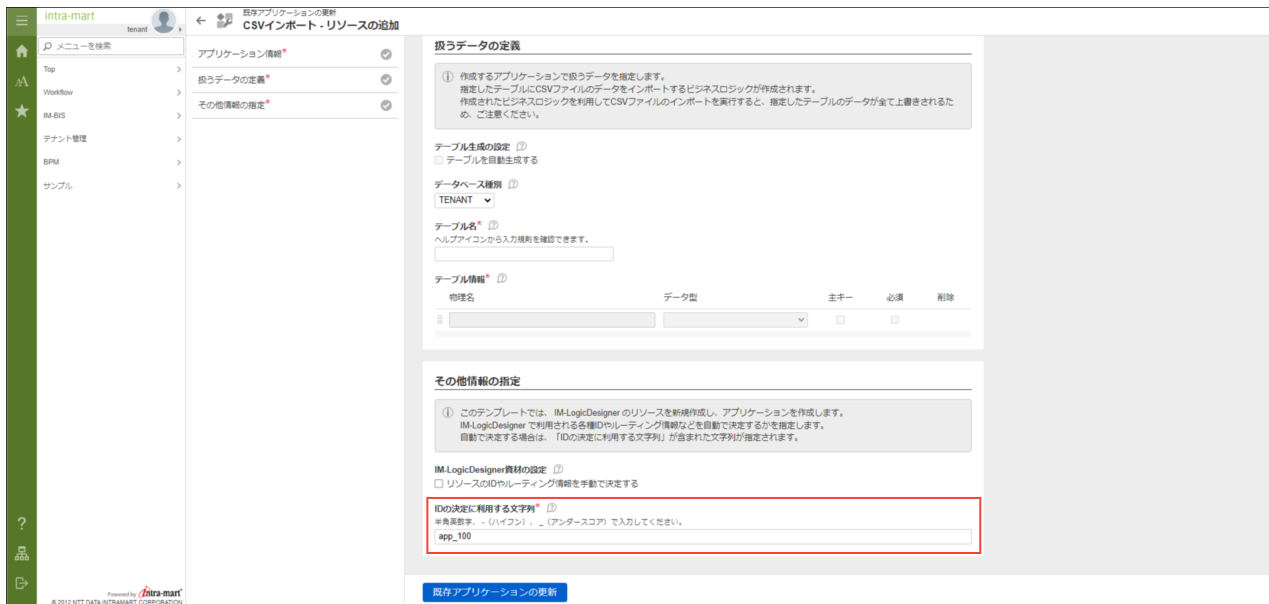 intra-mart
tenant
メニューを検索
Top
Workflow
IM-BIS
テナント管理
BPM
サンプル
Powered by intra-mart
© 2012 NTT DATA INTRAMART CORPORATION
既存アプリケーションの更新
CSVインポート - リソースの追加
アプリケーション情報*
扱うデータの定義*
その他情報の指定*
扱うデータの定義
作成するアプリケーションで扱うデータを指定します。
指定したテーブルにCSVファイルのデータをインポートするビジネスロジックが作成されます。
作成されたビジネスロジックを利用してCSVファイルのインポートを実行すると、指定したテーブルのデータが全て上書きされるた
め、ご注意ください。
テーブル生成の設定
テーブルを自動生成する
データベース種別
TENANT
テーブル名*
ヘルプアイコンから入力規則を確認できます。
テーブル情報*
物理名 データ型 主キー 必須 削除
その他情報の指定
このテンプレートでは、 IM-LogicDesigner のリソースを新規作成し、アプリケーションを作成します。
IM-LogicDesigner で利用される各種IDやルーティング情報などを自動で決定するかを指定します。
自動で決定する場合は、「IDの決定に利用する文字列」が含まれた文字列が指定されます。
IM-LogicDesigner資材の設定
リソースのIDやルーティング情報を手動で決定する
IDの決定に利用する文字列*
半角英数字、 - （ハイフン）、 _ （アンダースコア）で入力してください。
app_100
既存アプリケーションの更新